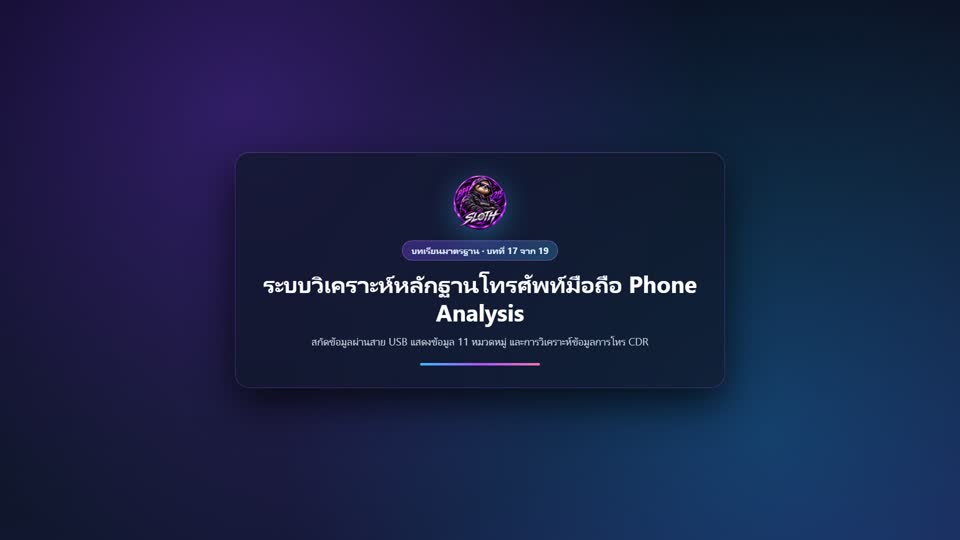 SLOTH
บทเรียนมาตรฐาน - บทที่ 17 จาก 19
ระบบวิเคราะห์หลักฐานโทรศัพท์มือถือ Phone
Analysis
สกัดข้อมูลผ่านสาย USB แสดงข้อมูล 11 หมวดหมู่ และการวิเคราะห์ข้อมูลการโทร CDR